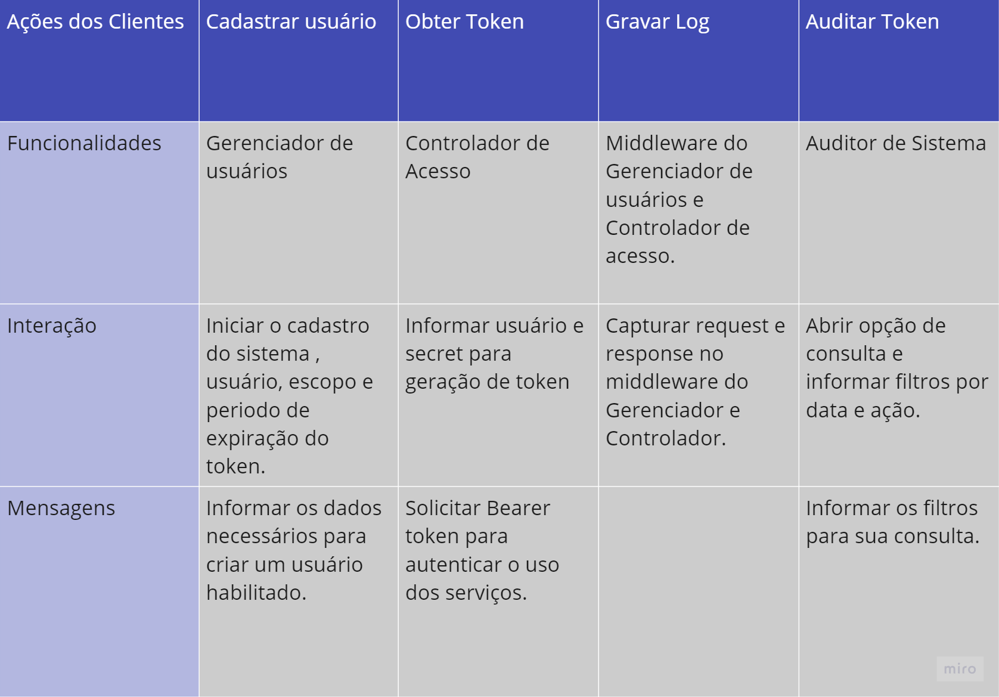 Ações dos Clientes
Cadastrar usuário
Obter Token
Gravar Log
Auditar Token
Funcionalidades
Gerenciador de
usuários
Controlador de
Acesso
Middleware do
Gerenciador de
usuários e
Controlador de
acesso.
Auditor de Sistema
Interação
Iniciar o cadastro
do sistema ,
usuário, escopo e
periodo de
expiração do
token.
Informar usuário e
secret para
geração de token
Capturar request e
response no
middleware do
Gerenciador e
Controlador.
Abrir opção de
consulta e
informar filtros por
data e ação.
Mensagens
Informar os dados
necessários para
criar um usuário
habilitado.
Solicitar Bearer
token para
autenticar o uso
dos serviços.
Informar os filtros
para sua consulta.
miro